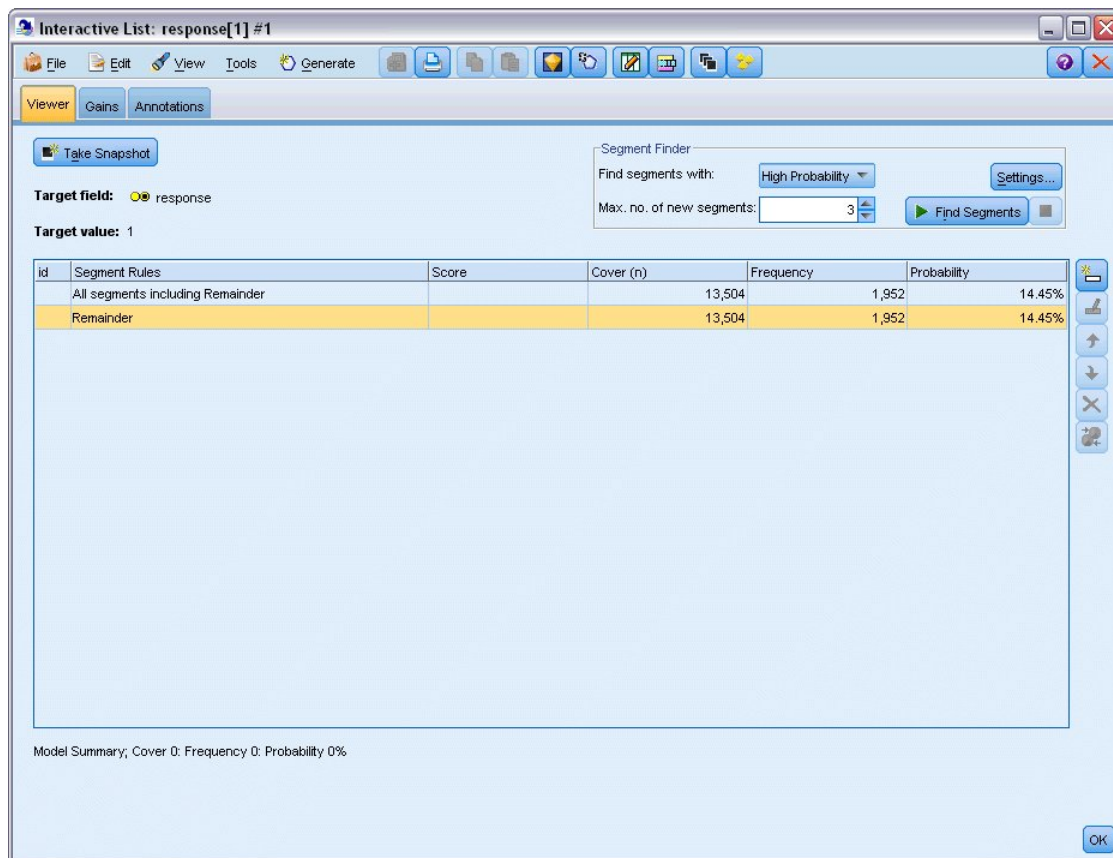 Interactive List: response[1] #1
File Edit View Tools Generate
Viewer Gains Annotations
Take Snapshot
Segment Finder
Find segments with: High Probability Settings...
Max. no. of new segments: 3 Find Segments
Target field: response
Target value: 1
id Segment Rules Score Cover (n) Frequency Probability
All segments including Remainder 13,504 1,952 14.45%
Remainder 13,504 1,952 14.45%
Model Summary; Cover 0: Frequency 0: Probability 0%
OK